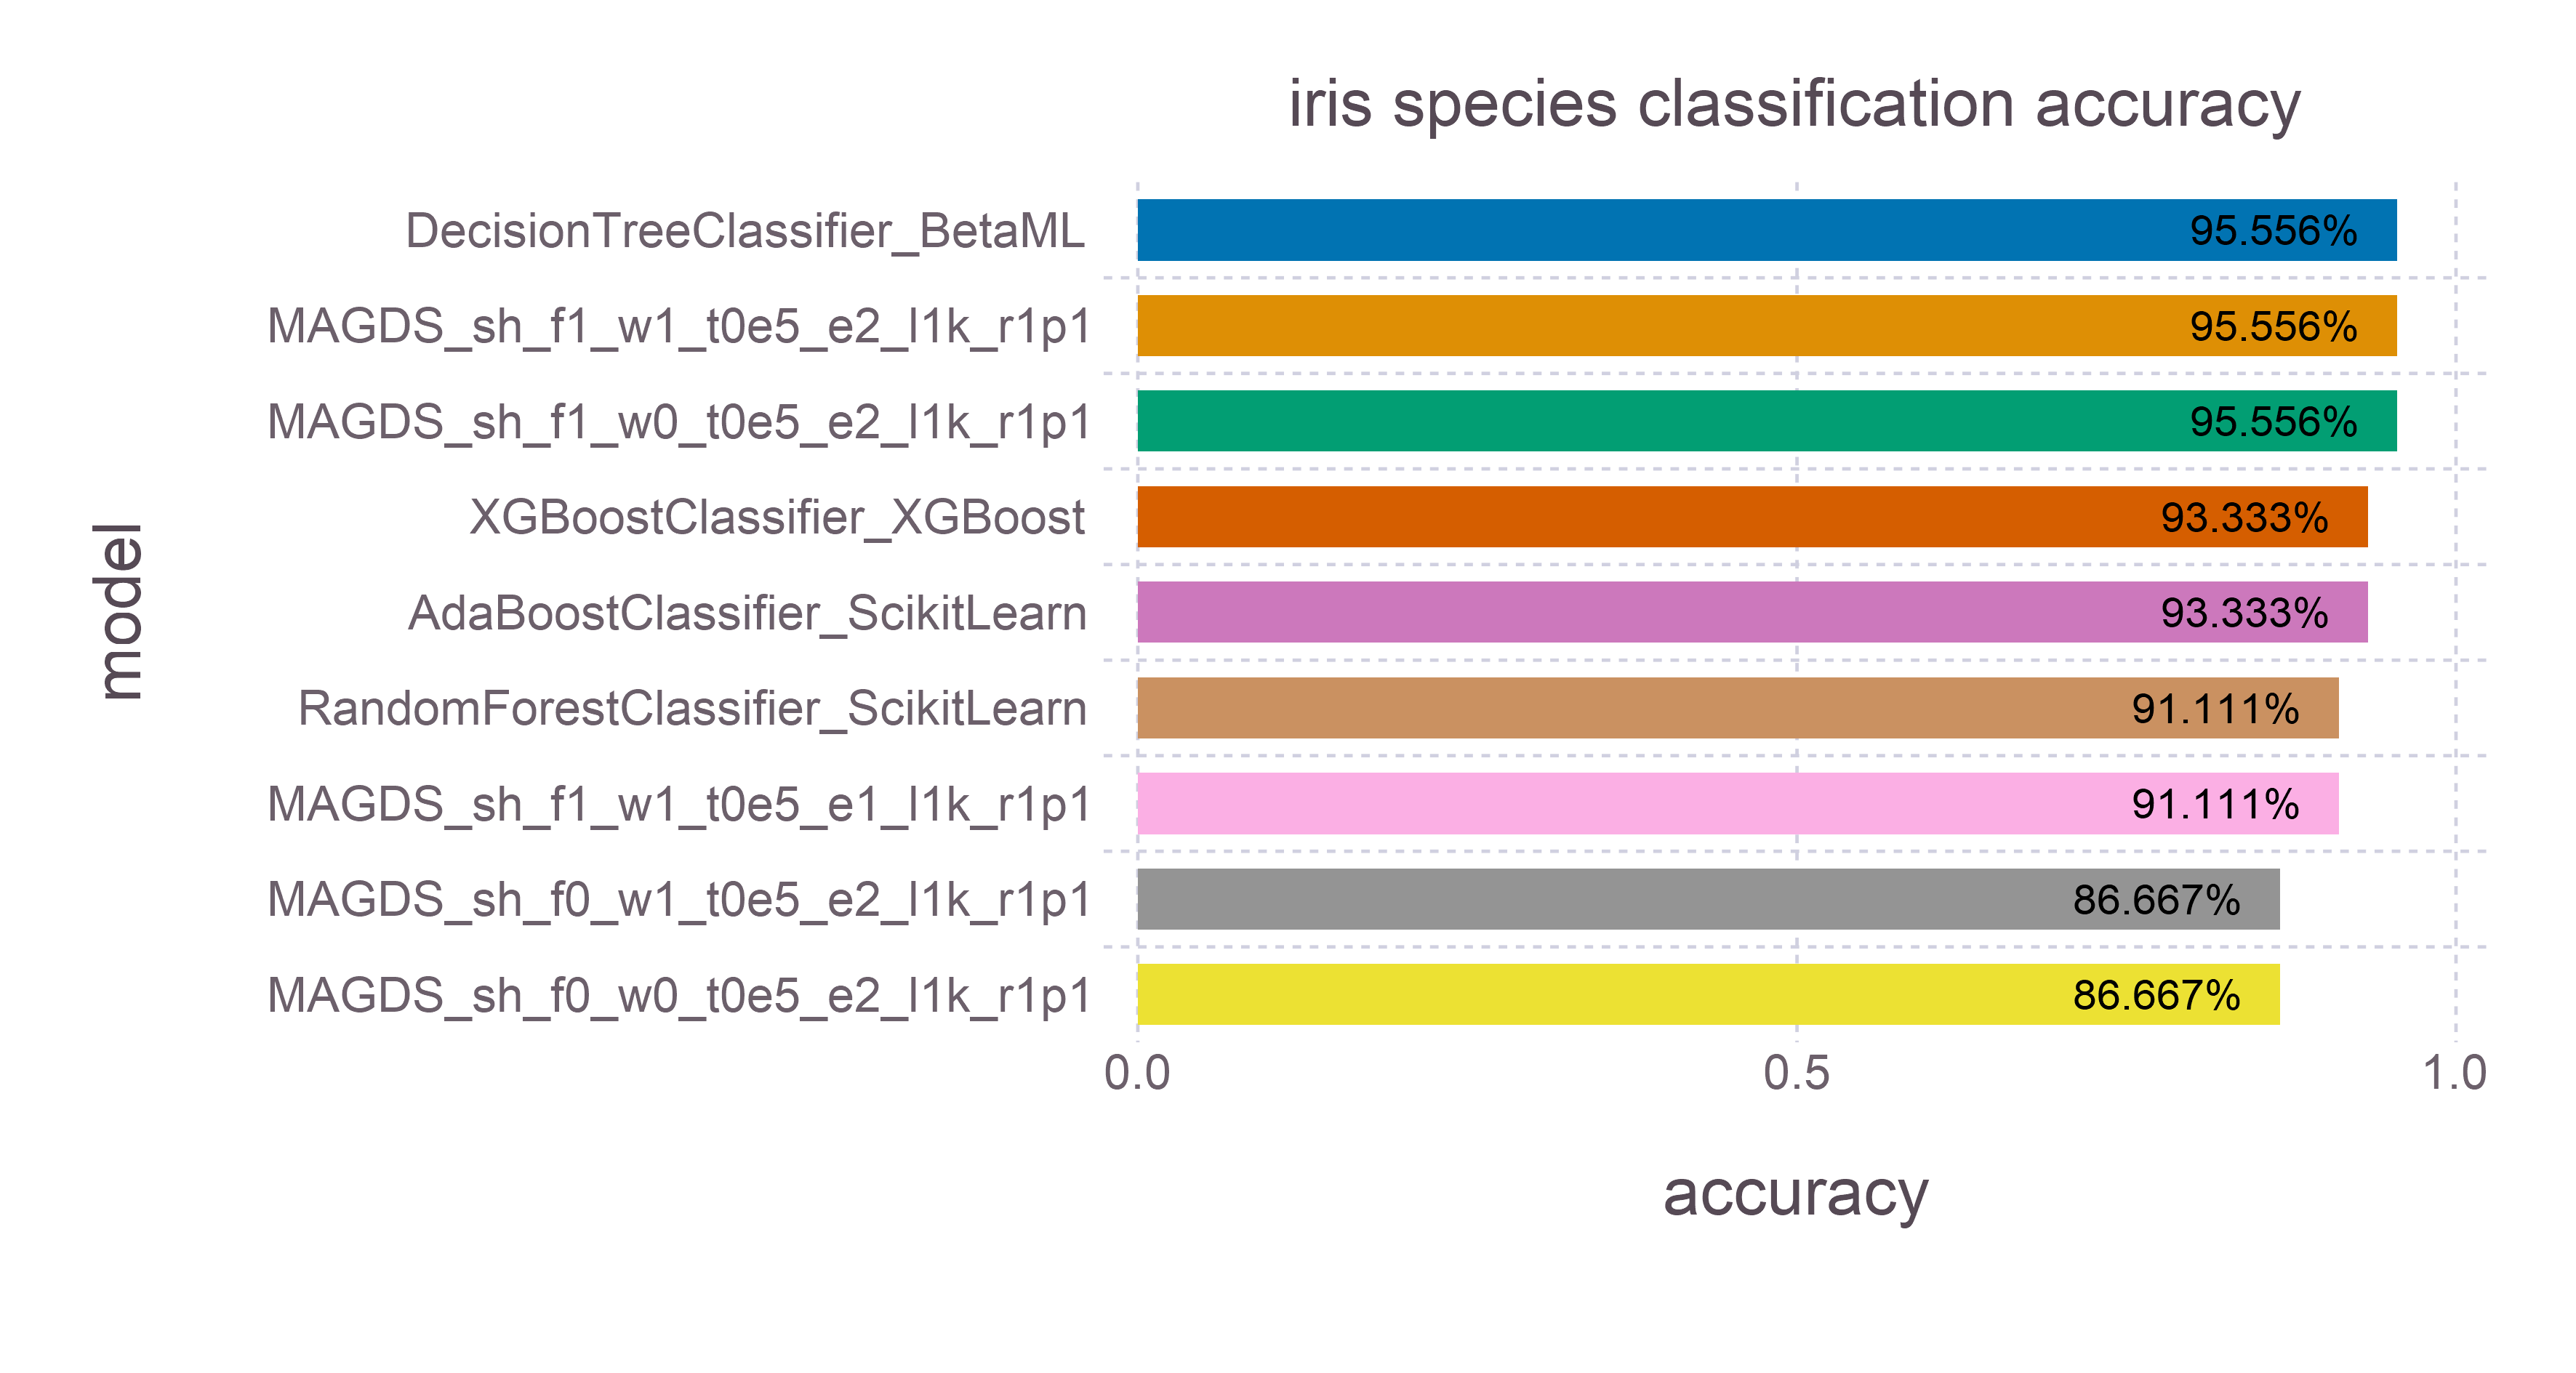 iris species classification accuracy
DecisionTreeClassifier_BetaML 95.556%
MAGDS_sh_f1_w1_t0e5_e2_l1k_r1p1 95.556%
MAGDS_sh_f1_w0_t0e5_e2_l1k_r1p1 95.556%
XGBoostClassifier_XGBoost 93.333%
AdaBoostClassifier_ScikitLearn 93.333%
RandomForestClassifier_ScikitLearn 91.111%
MAGDS_sh_f1_w1_t0e5_e1_l1k_r1p1 91.111%
MAGDS_sh_f0_w1_t0e5_e2_l1k_r1p1 86.667%
MAGDS_sh_f0_w0_t0e5_e2_l1k_r1p1 86.667%
model
0.0 0.5 1.0
accuracy